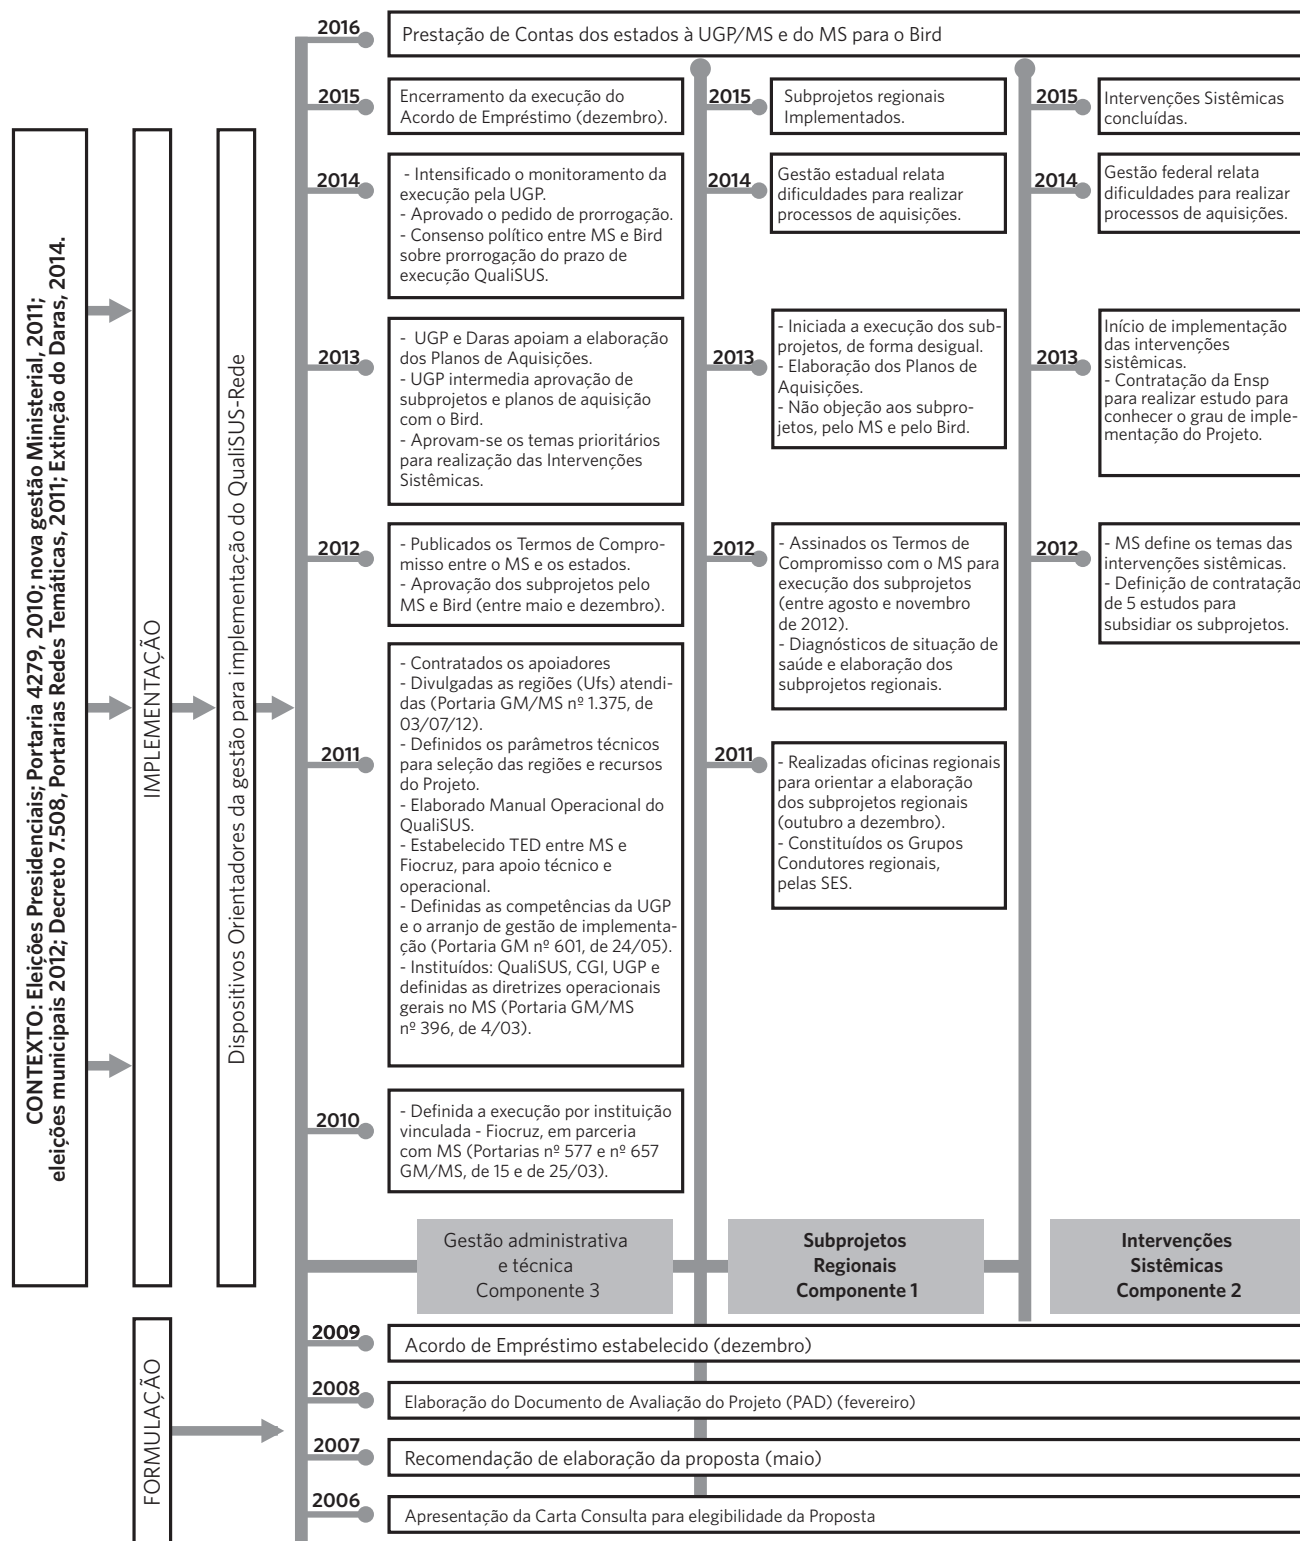 2016
Prestação de Contas dos estados à UGP/MS e do MS para o Bird
CONTEXTO: Eleições Presidenciais; Portaria 4279, 2010; nova gestão Ministerial, 2011;
eleições municipais 2012; Decreto 7.508, Portarias Redes Temáticas, 2011; Extinção do Daras, 2014.
IMPLEMENTAÇÃO
Dispositivos Orientadores da gestão para implementação do QualiSUS-Rede
2015
Encerramento da execução do
Acordo de Empréstimo (dezembro).
2014
- Intensificado o monitoramento da
execução pela UGP.
- Aprovado o pedido de prorrogação.
- Consenso político entre MS e Bird
sobre prorrogação do prazo de
execução QualiSUS.
2013
- UGP e Daras apoiam a elaboração
dos Planos de Aquisições.
- UGP intermedia aprovação de
subprojetos e planos de aquisição
com o Bird.
- Aprovam-se os temas prioritários
para realização das Intervenções
Sistêmicas.
2012
- Publicados os Termos de Compro-
misso entre o MS e os estados.
- Aprovação dos subprojetos pelo
MS e Bird (entre maio e dezembro).
2011
- Contratados os apoiadores
- Divulgadas as regiões (Ufs) atendi-
das (Portaria GM/MS nº 1.375, de
03/07/12).
- Definidos os parâmetros técnicos
para seleção das regiões e recursos
do Projeto.
- Elaborado Manual Operacional do
QualiSUS.
- Estabelecido TED entre MS e
Fiocruz, para apoio técnico e
operacional.
- Definidas as competências da UGP
e o arranjo de gestão de implementa-
ção (Portaria GM nº 601, de 24/05).
- Instituídos: QualiSUS, CGI, UGP e
definidas as diretrizes operacionais
gerais no MS (Portaria GM/MS
nº 396, de 4/03).
2010
- Definida a execução por instituição
vinculada - Fiocruz, em parceria
com MS (Portarias nº 577 e nº 657
GM/MS, de 15 e de 25/03).
Gestão administrativa
e técnica
Componente 3
2015
Subprojetos regionais
Implementados.
2014
Gestão estadual relata
dificuldades para realizar
processos de aquisições.
2013
- Iniciada a execução dos sub-
projetos, de forma desigual.
- Elaboração dos Planos de
Aquisições.
- Não objeção aos subpro-
jetos, pelo MS e pelo Bird.
2012
- Assinados os Termos de
Compromisso com o MS para
execução dos subprojetos
(entre agosto e novembro
de 2012).
- Diagnósticos de situação de
saúde e elaboração dos
subprojetos regionais.
2011
- Realizadas oficinas regionais
para orientar a elaboração
dos subprojetos regionais
(outubro a dezembro).
- Constituídos os Grupos
Condutores regionais,
pelas SES.
Subprojetos
Regionais
Componente 1
2015
Intervenções Sistêmicas
concluídas.
2014
Gestão federal relata
dificuldades para realizar
processos de aquisições.
2013
Início de implementação
das intervenções
sistêmicas.
- Contratação da Ensp
para realizar estudo para
conhecer o grau de imple-
mentação do Projeto.
2012
- MS define os temas das
intervenções sistêmicas.
- Definição de contratação
de 5 estudos para
subsidiar os subprojetos.
Intervenções
Sistêmicas
Componente 2
FORMULAÇÃO
2009
Acordo de Empréstimo estabelecido (dezembro)
2008
Elaboração do Documento de Avaliação do Projeto (PAD) (fevereiro)
2007
Recomendação de elaboração da proposta (maio)
2006
Apresentação da Carta Consulta para elegibilidade da Proposta